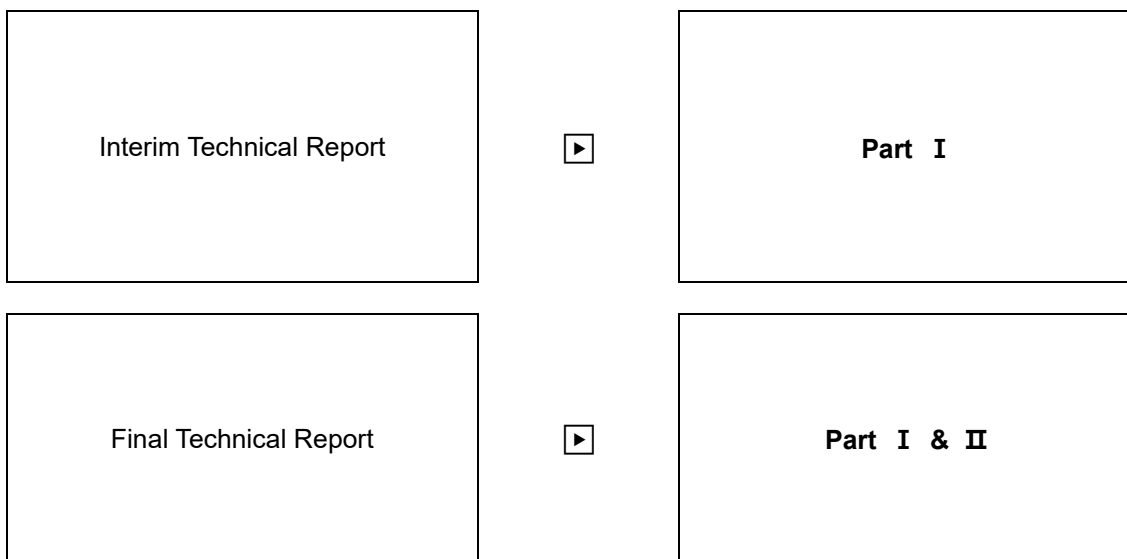 Interim Technical Report
▶
Part Ⅰ
Final Technical Report
▶
Part Ⅰ & Ⅱ